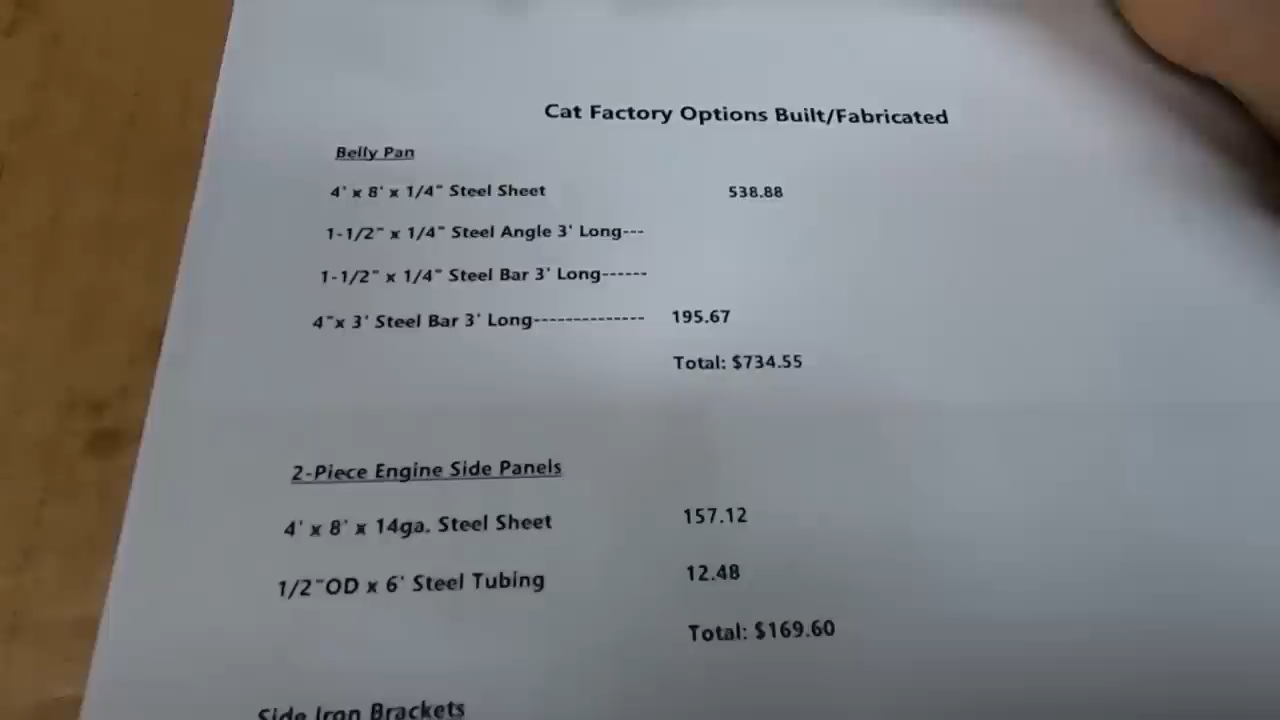 Cat Factory Options Built/Fabricated
Belly Pan
4' x 8' x 1/4" Steel Sheet 538.88
1-1/2" x 1/4" Steel Angle 3' Long---
1-1/2" x 1/4" Steel Bar 3' Long------
4"x 3' Steel Bar 3' Long-------------- 195.67
Total: $734.55
2-Piece Engine Side Panels
4' x 8' x 14ga. Steel Sheet 157.12
1/2"OD x 6' Steel Tubing 12.48
Total: $169.60
Side Iron Brackets